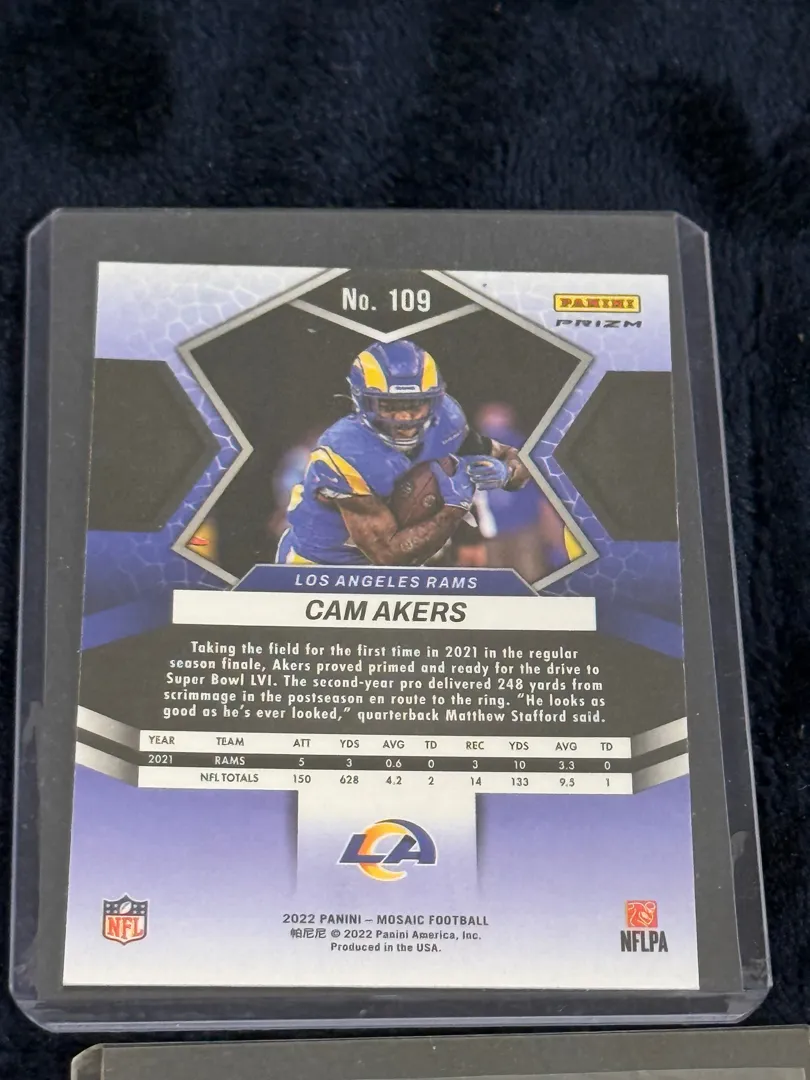 No. 109
PANINI
PRIZM
LOS ANGELES RAMS
CAM AKERS
Taking the field for the first time in 2021 in the regular
season finale, Akers proved primed and ready for the drive to
Super Bowl LVI. The second-year pro delivered 248 yards from
scrimmage in the postseason en route to the ring. "He looks as
good as he's ever looked," quarterback Matthew Stafford said.
YEAR TEAM ATT YDS AVG TD REC YDS AVG TD
2021 RAMS 5 3 0.6 0 3 10 3.3 0
NFL TOTALS 150 628 4.2 2 14 133 9.5 1
LA
NFL
2022 PANINI – MOSAIC FOOTBALL
帕尼尼 © 2022 Panini America, Inc.
Produced in the USA.
NFLPA